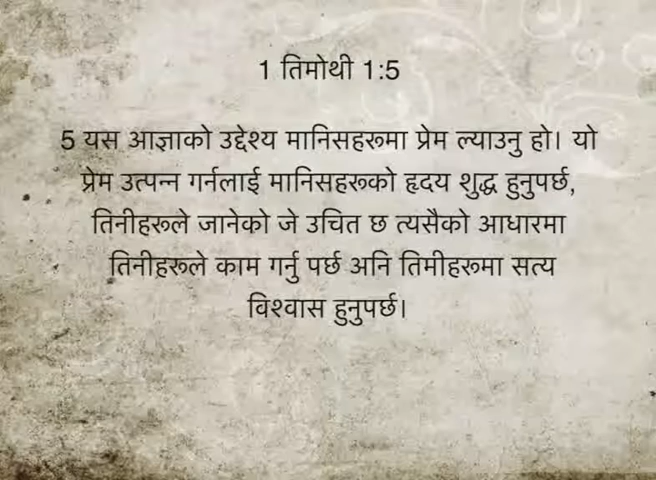 1 तिमोथी 1:5
5 यस आज्ञाको उद्देश्य मानिसहरूमा प्रेम ल्याउनु हो। यो
प्रेम उत्पन्न गर्नलाई मानिसहरूको हृदय शुद्ध हुनुपर्छ,
तिनीहरूले जानेको जे उचित छ त्यसैको आधारमा
तिनीहरूले काम गर्नु पर्छ अनि तिमीहरूमा सत्य
विश्वास हुनुपर्छ।